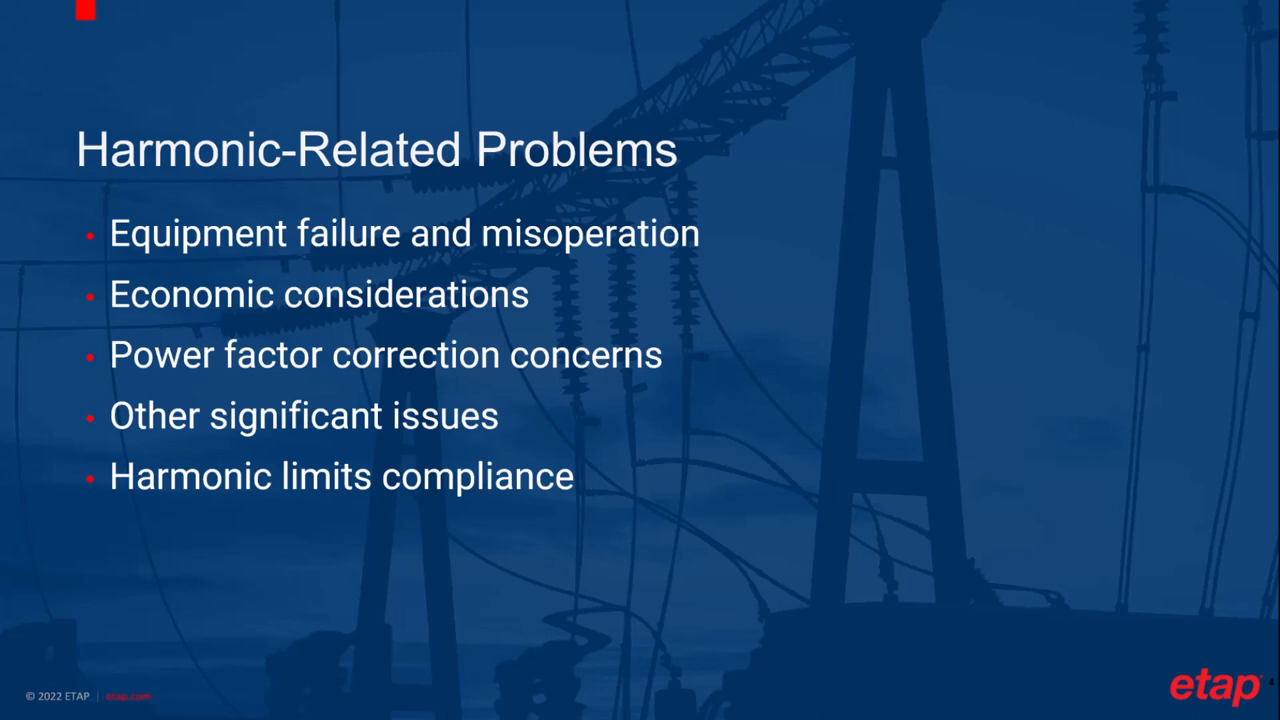 Harmonic-Related Problems
• Equipment failure and misoperation
• Economic considerations
• Power factor correction concerns
• Other significant issues
• Harmonic limits compliance
© 2022 ETAP | etap.com
etap